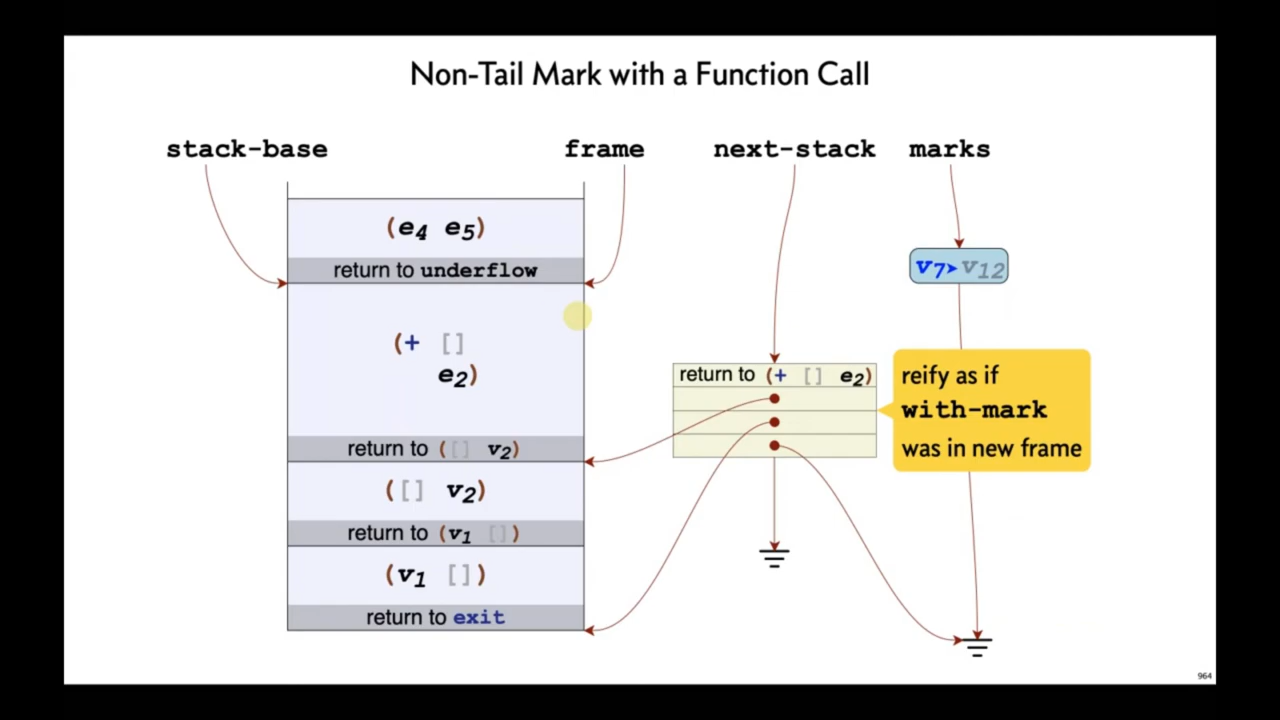 Non-Tail Mark with a Function Call
stack-base
frame
next-stack
marks
(e4 e5)
return to underflow
(+ []
e2)
return to ([] v2)
([] v2)
return to (v1 [])
(v1 [])
return to exit
return to (+ [] e2)
v7➤v12
reify as if
with-mark
was in new frame
964